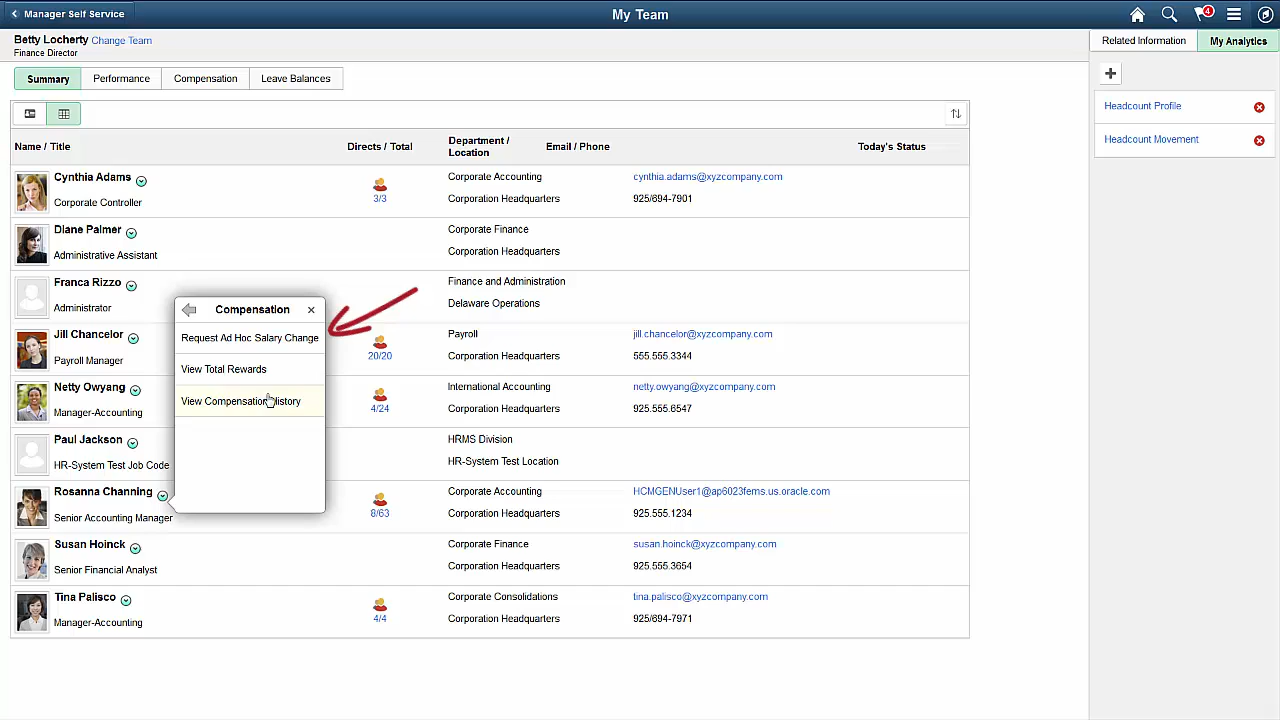 Manager Self Service
My Team
4
Betty Locherty Change Team
Finance Director
Related Information
My Analytics
Summary
Performance
Compensation
Leave Balances
Headcount Profile
Headcount Movement
Name / Title
Directs / Total
Department / Location
Email / Phone
Today's Status
Cynthia Adams
Corporate Controller
3/3
Corporate Accounting
Corporation Headquarters
cynthia.adams@xyzcompany.com
925/694-7901
Diane Palmer
Administrative Assistant
Corporate Finance
Corporation Headquarters
Franca Rizzo
Administrator
Finance and Administration
Delaware Operations
Jill Chancelor
Payroll Manager
20/20
Payroll
Corporation Headquarters
jill.chancelor@xyzcompany.com
555.555.3344
Netty Owyang
Manager-Accounting
4/24
International Accounting
Corporation Headquarters
netty.owyang@xyzcompany.com
925.555.6547
Paul Jackson
HR-System Test Job Code
HRMS Division
HR-System Test Location
Rosanna Channing
Senior Accounting Manager
8/63
Corporate Accounting
Corporation Headquarters
HCMGENUser1@ap6023fems.us.oracle.com
925.555.1234
Susan Hoinck
Senior Financial Analyst
Corporate Finance
Corporation Headquarters
susan.hoinck@xyzcompany.com
925.555.3654
Tina Palisco
Manager-Accounting
4/4
Corporate Consolidations
Corporation Headquarters
tina.palisco@xyzcompany.com
925/694-7971
Compensation
Request Ad Hoc Salary Change
View Total Rewards
View Compensation History